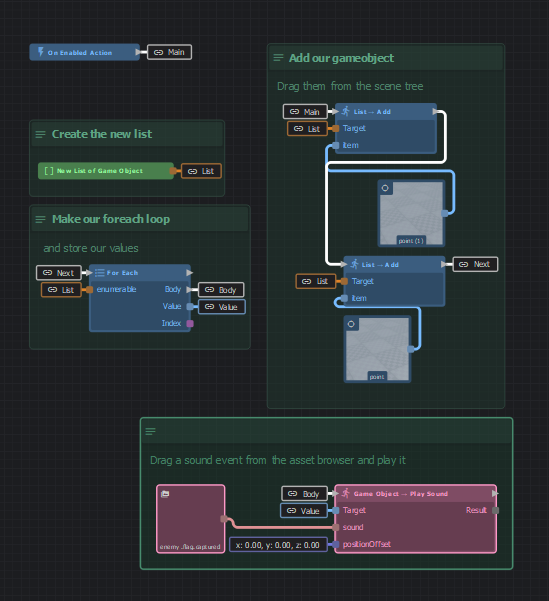 On Enabled Action
Main
Create the new list
New List of Game Object
List
Make our foreach loop
and store our values
Next
For Each
List
enumerable
Body
Body
Value
Value
Index
Add our gameobject
Drag them from the scene tree
Main
List → Add
List
Target
item
point (1)
List → Add
Next
List
Target
item
point
Drag a sound event from the asset browser and play it
Body
Game Object → Play Sound
Value
Target
Result
sound
x: 0.00, y: 0.00, z: 0.00
positionOffset
enemy ./lag.captured